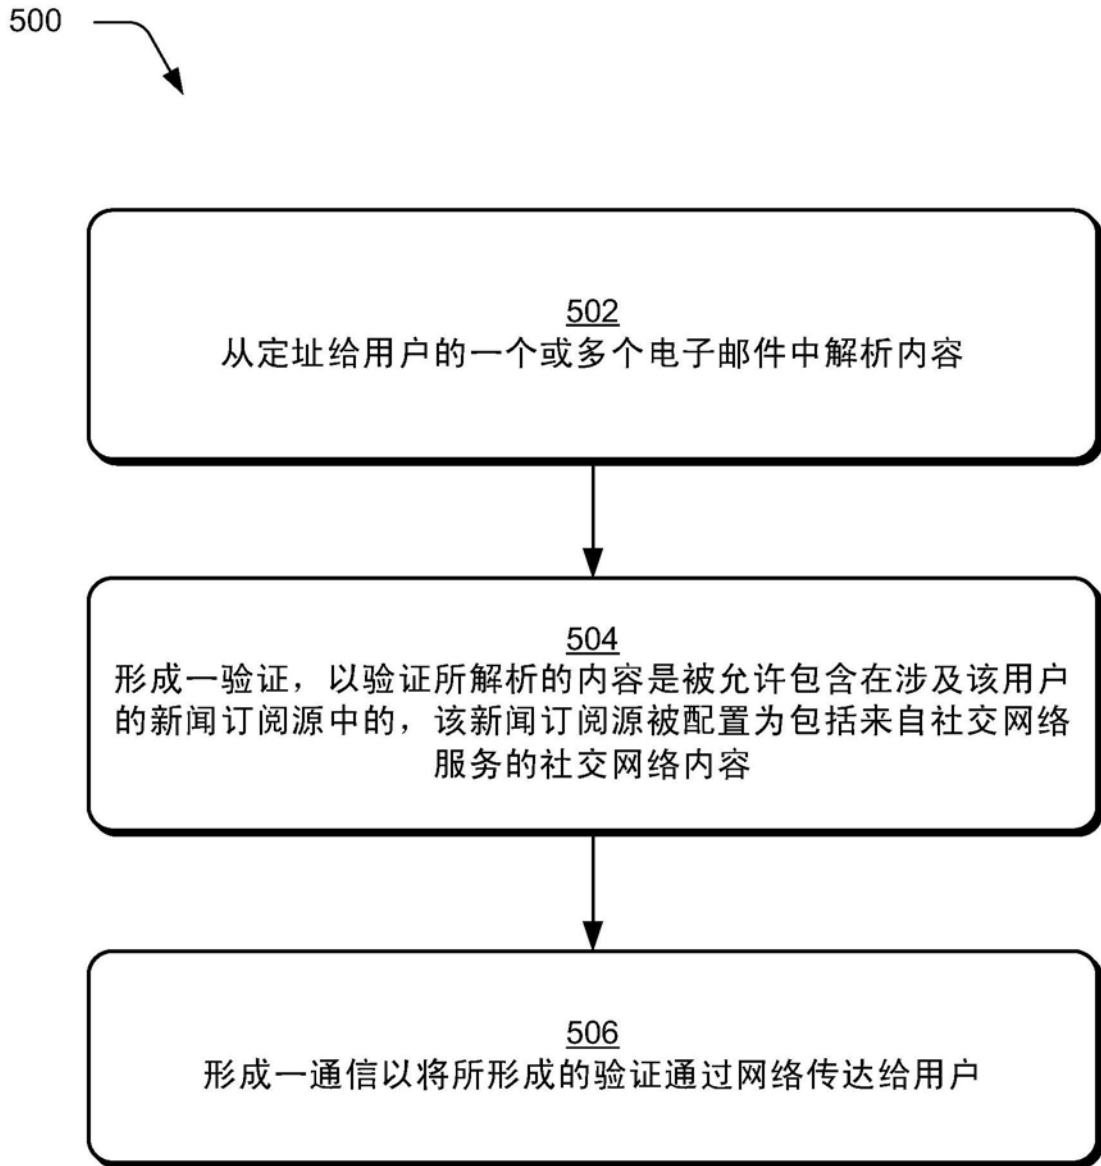 500
502
从定址给用户的一个或多个电子邮件中解析内容
504
形成一验证，以验证所解析的内容是被允许包含在涉及该用户
的新闻订阅源中的，该新闻订阅源被配置为包括来自社交网络
服务的社交网络内容
506
形成一通信以将所形成的验证通过网络传达给用户